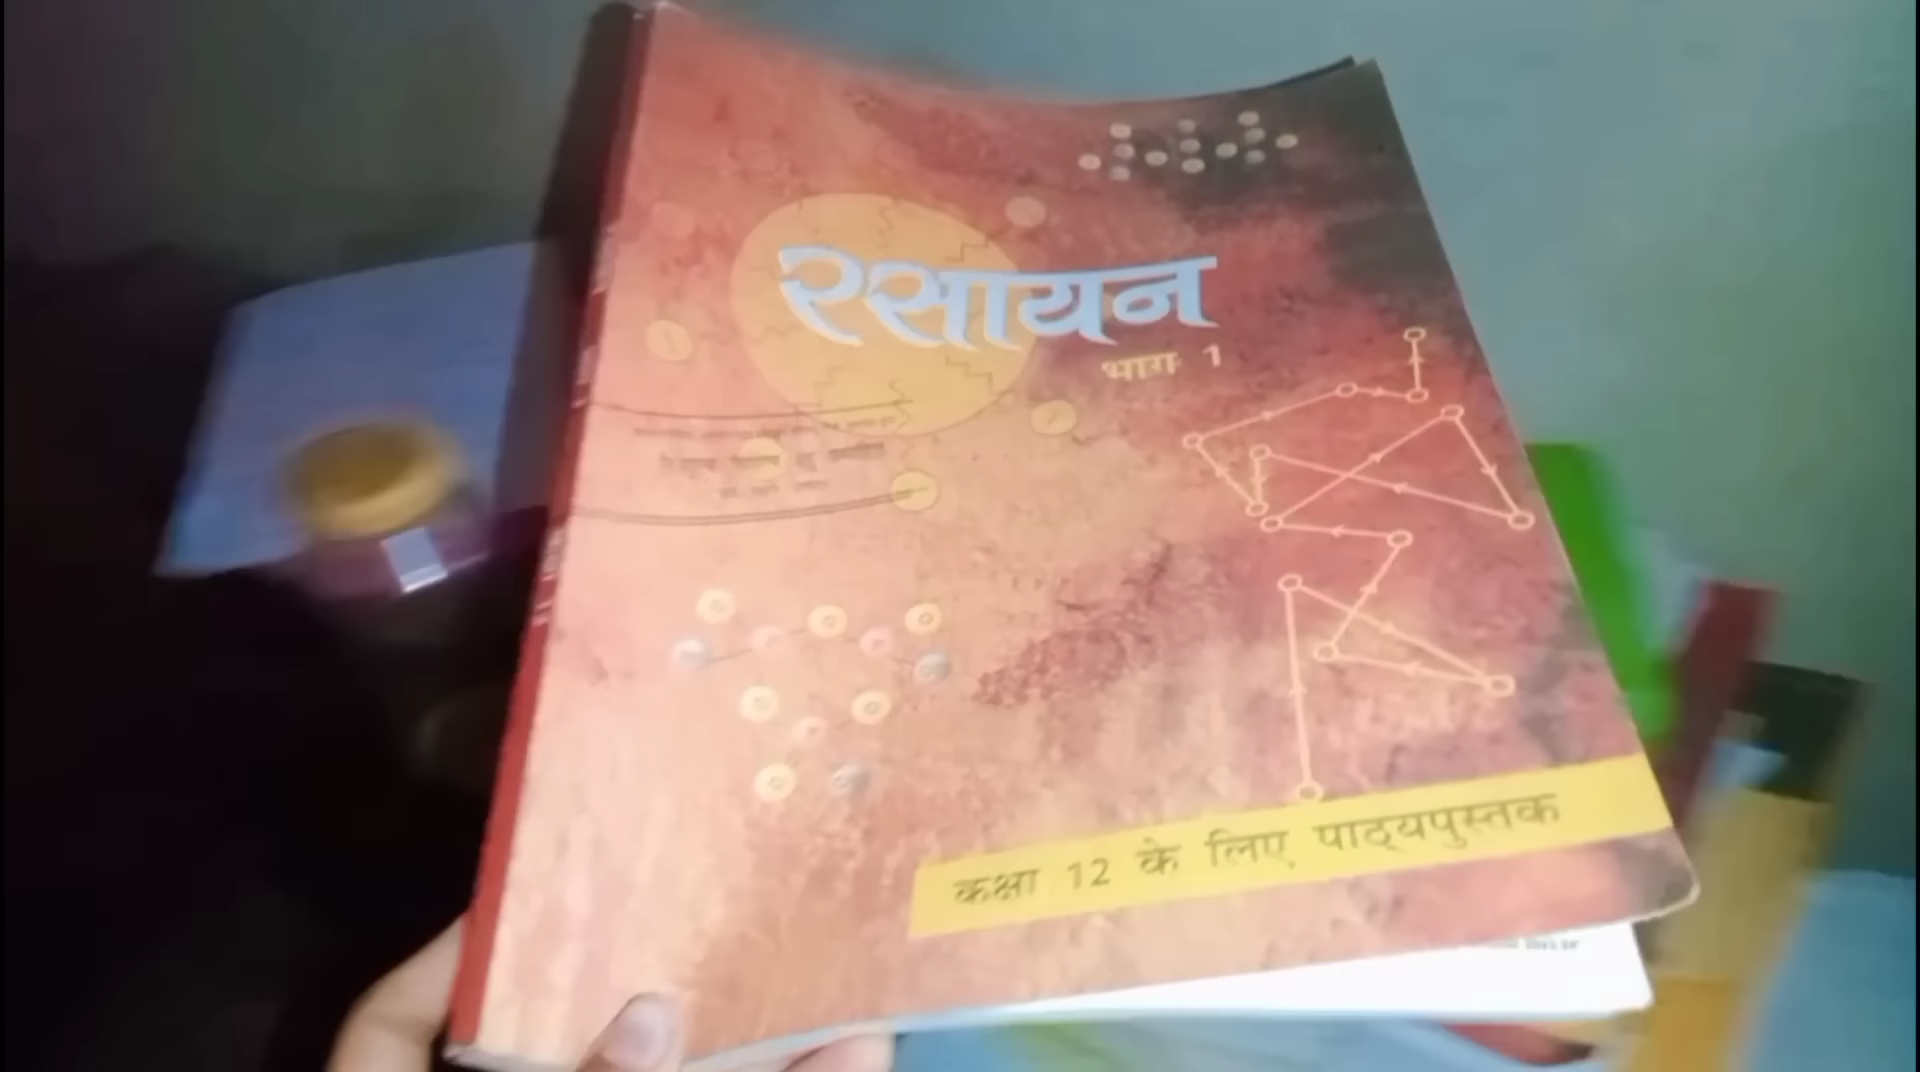 रसायन
भाग 1
कक्षा 12 के लिए पाठ्यपुस्तक